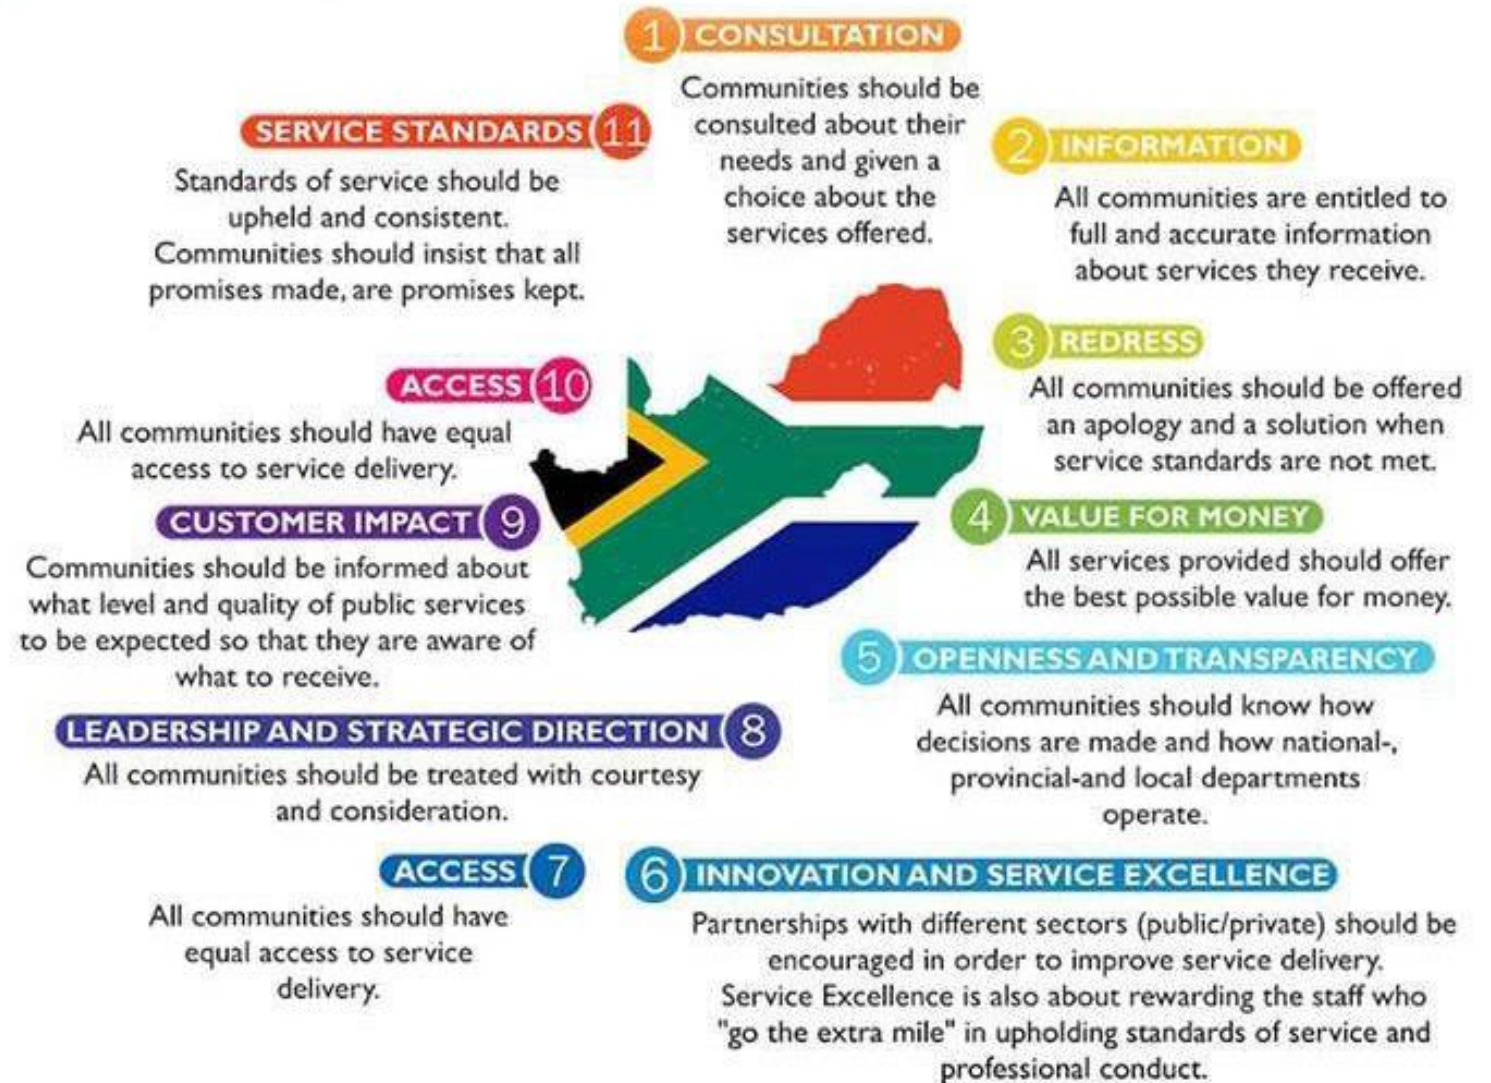 1 CONSULTATION
Communities should be
consulted about their
needs and given a
choice about the
services offered.
2 INFORMATION
All communities are entitled to
full and accurate information
about services they receive.
3 REDRESS
All communities should be offered
an apology and a solution when
service standards are not met.
4 VALUE FOR MONEY
All services provided should offer
the best possible value for money.
5 OPENNESS AND TRANSPARENCY
All communities should know how
decisions are made and how national-,
provincial-and local departments
operate.
6 INNOVATION AND SERVICE EXCELLENCE
Partnerships with different sectors (public/private) should be
encouraged in order to improve service delivery.
Service Excellence is also about rewarding the staff who
"go the extra mile" in upholding standards of service and
professional conduct.
ACCESS 7
All communities should have
equal access to service
delivery.
LEADERSHIP AND STRATEGIC DIRECTION 8
All communities should be treated with courtesy
and consideration.
CUSTOMER IMPACT 9
Communities should be informed about
what level and quality of public services
to be expected so that they are aware of
what to receive.
ACCESS 10
All communities should have equal
access to service delivery.
SERVICE STANDARDS 11
Standards of service should be
upheld and consistent.
Communities should insist that all
promises made, are promises kept.